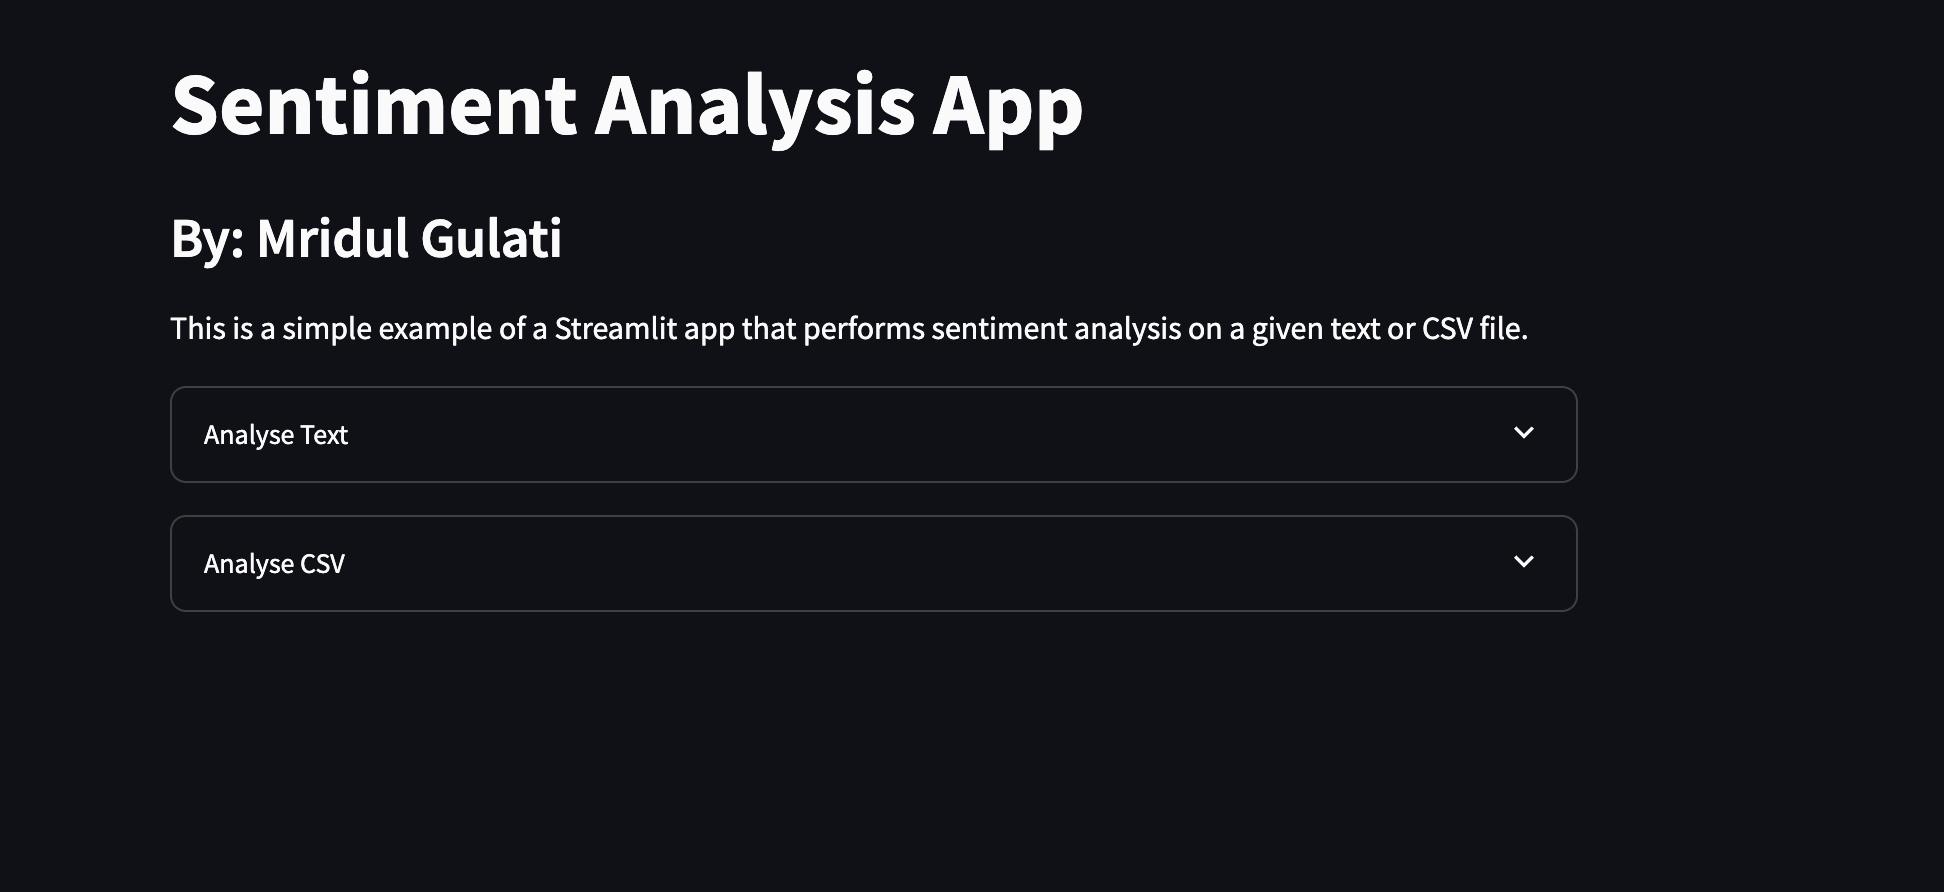 Sentiment Analysis App
By: Mridul Gulati
This is a simple example of a Streamlit app that performs sentiment analysis on a given text or CSV file.
Analyse Text
Analyse CSV